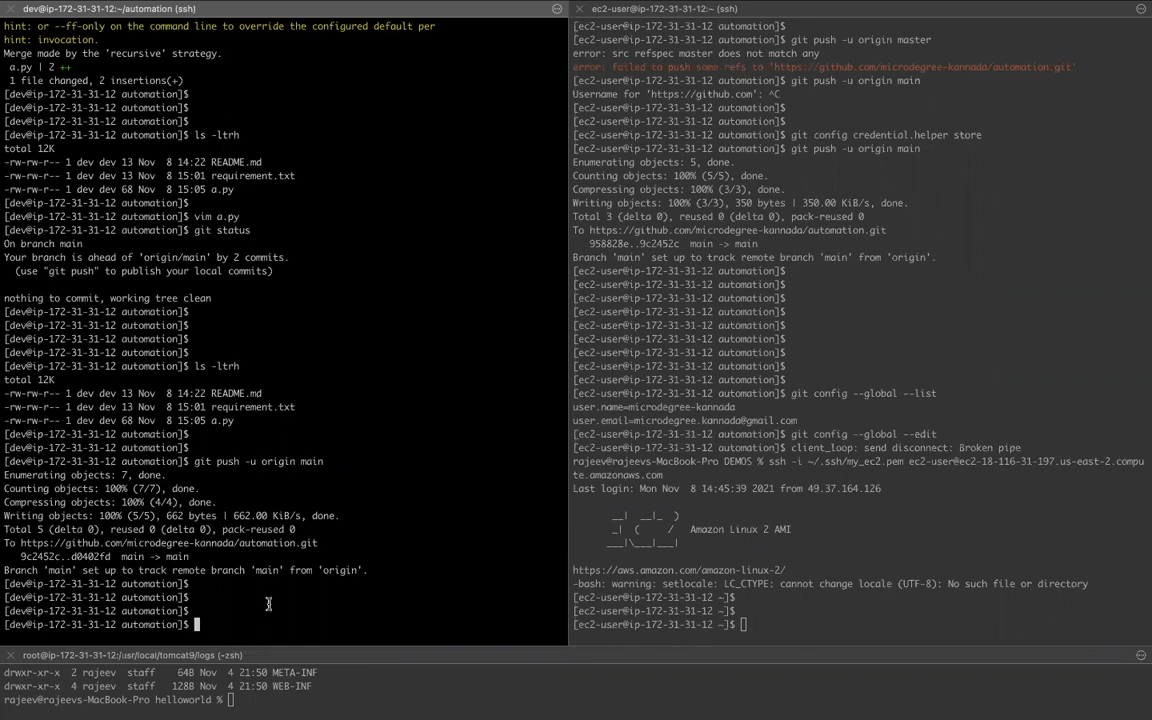 dev@ip-172-31-31-12:~/automation (ssh)
hint: or --ff-only on the command line to override the configured default per
hint: invocation.
Merge made by the 'recursive' strategy.
a.py | 2 ++
1 file changed, 2 insertions(+)
[dev@ip-172-31-31-12 automation]$
[dev@ip-172-31-31-12 automation]$
[dev@ip-172-31-31-12 automation]$
[dev@ip-172-31-31-12 automation]$ ls -ltrh
total 12K
-rw-rw-r-- 1 dev dev 13 Nov  8 14:22 README.md
-rw-rw-r-- 1 dev dev 13 Nov  8 15:01 requirement.txt
-rw-rw-r-- 1 dev dev 68 Nov  8 15:05 a.py
[dev@ip-172-31-31-12 automation]$
[dev@ip-172-31-31-12 automation]$ vim a.py
[dev@ip-172-31-31-12 automation]$ git status
On branch main
Your branch is ahead of 'origin/main' by 2 commits.
(use "git push" to publish your local commits)
nothing to commit, working tree clean
[dev@ip-172-31-31-12 automation]$
[dev@ip-172-31-31-12 automation]$
[dev@ip-172-31-31-12 automation]$
[dev@ip-172-31-31-12 automation]$
[dev@ip-172-31-31-12 automation]$ ls -ltrh
total 12K
-rw-rw-r-- 1 dev dev 13 Nov  8 14:22 README.md
-rw-rw-r-- 1 dev dev 13 Nov  8 15:01 requirement.txt
-rw-rw-r-- 1 dev dev 68 Nov  8 15:05 a.py
[dev@ip-172-31-31-12 automation]$
[dev@ip-172-31-31-12 automation]$
[dev@ip-172-31-31-12 automation]$ git push -u origin main
Enumerating objects: 7, done.
Counting objects: 100% (7/7), done.
Compressing objects: 100% (4/4), done.
Writing objects: 100% (5/5), 662 bytes | 662.00 KiB/s, done.
Total 5 (delta 0), reused 0 (delta 0), pack-reused 0
To https://github.com/microdegree-kannada/automation.git
9c2452c..d0402fd  main -> main
Branch 'main' set up to track remote branch 'main' from 'origin'.
[dev@ip-172-31-31-12 automation]$
[dev@ip-172-31-31-12 automation]$
[dev@ip-172-31-31-12 automation]$
[dev@ip-172-31-31-12 automation]$
ec2-user@ip-172-31-31-12:~ (ssh)
[ec2-user@ip-172-31-31-12 automation]$
[ec2-user@ip-172-31-31-12 automation]$ git push -u origin master
error: src refspec master does not match any
error: failed to push some refs to 'https://github.com/microdegree-kannada/automation.git'
[ec2-user@ip-172-31-31-12 automation]$ git push -u origin main
Username for 'https://github.com': ^C
[ec2-user@ip-172-31-31-12 automation]$
[ec2-user@ip-172-31-31-12 automation]$
[ec2-user@ip-172-31-31-12 automation]$ git config credential.helper store
[ec2-user@ip-172-31-31-12 automation]$ git push -u origin main
Enumerating objects: 5, done.
Counting objects: 100% (5/5), done.
Compressing objects: 100% (3/3), done.
Writing objects: 100% (3/3), 350 bytes | 350.00 KiB/s, done.
Total 3 (delta 0), reused 0 (delta 0), pack-reused 0
To https://github.com/microdegree-kannada/automation.git
958828e..9c2452c  main -> main
Branch 'main' set up to track remote branch 'main' from 'origin'.
[ec2-user@ip-172-31-31-12 automation]$
[ec2-user@ip-172-31-31-12 automation]$
[ec2-user@ip-172-31-31-12 automation]$
[ec2-user@ip-172-31-31-12 automation]$
[ec2-user@ip-172-31-31-12 automation]$
[ec2-user@ip-172-31-31-12 automation]$
[ec2-user@ip-172-31-31-12 automation]$
[ec2-user@ip-172-31-31-12 automation]$
[ec2-user@ip-172-31-31-12 automation]$
[ec2-user@ip-172-31-31-12 automation]$ git config --global --list
user.name=microdegree-kannada
user.email=microdegree.kannada@gmail.com
[ec2-user@ip-172-31-31-12 automation]$ git config --global --edit
[ec2-user@ip-172-31-31-12 automation]$ client_loop: send disconnect: Broken pipe
rajeev@rajeevs-MacBook-Pro DEMOS % ssh -i ~/.ssh/my_ec2.pem ec2-user@ec2-18-116-31-197.us-east-2.compu
te.amazonaws.com
Last login: Mon Nov  8 14:45:39 2021 from 49.37.164.126
__|  __|_  )
_|  (     /   Amazon Linux 2 AMI
___|\___|___|
https://aws.amazon.com/amazon-linux-2/
-bash: warning: setlocale: LC_CTYPE: cannot change locale (UTF-8): No such file or directory
[ec2-user@ip-172-31-31-12 ~]$
[ec2-user@ip-172-31-31-12 ~]$
[ec2-user@ip-172-31-31-12 ~]$
root@ip-172-31-31-12:/usr/local/tomcat9/logs (-zsh)
drwxr-xr-x  2 rajeev  staff    64B Nov  4 21:50 META-INF
drwxr-xr-x  4 rajeev  staff   128B Nov  4 21:50 WEB-INF
rajeev@rajeevs-MacBook-Pro helloworld %